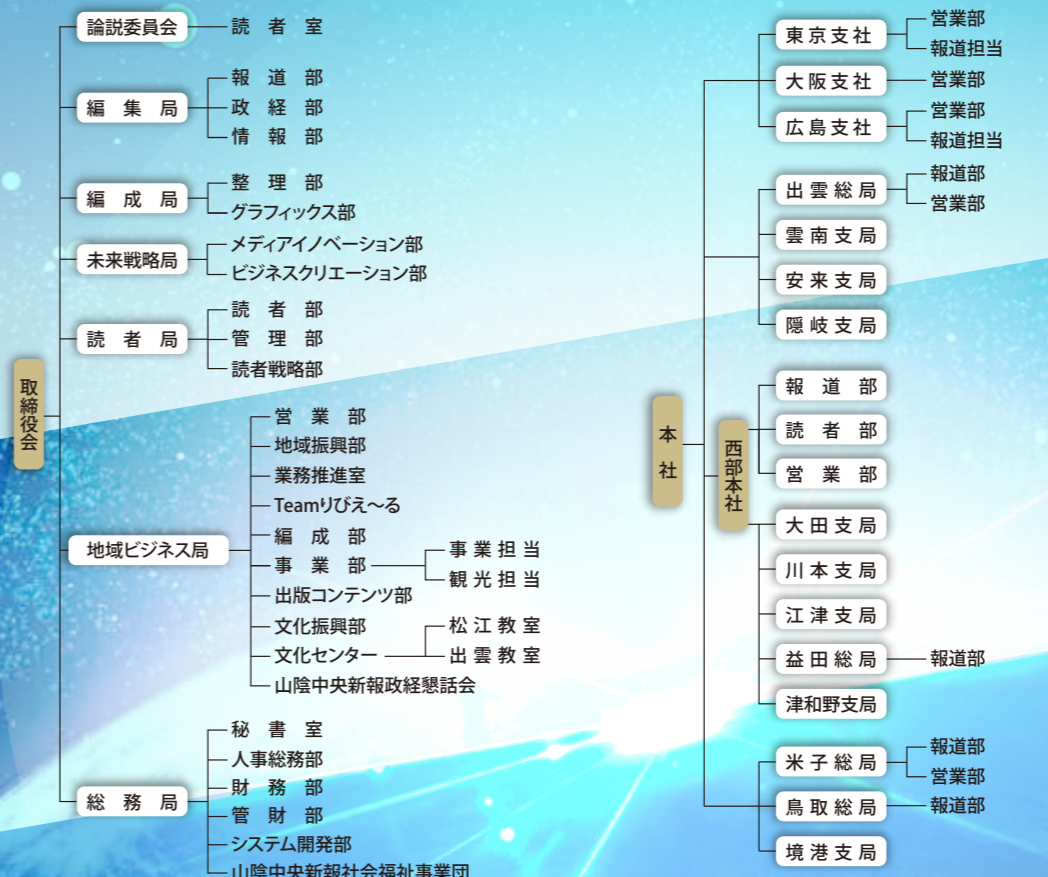 取締役会
論説委員会
読者室
編集局
報道部
政経部
情報部
編成局
整理部
グラフィックス部
未来戦略局
メディアイノベーション部
ビジネスクリエーション部
読者局
読者部
管理部
読者戦略部
地域ビジネス局
営業部
地域振興部
業務推進室
Teamりびえ〜る
編成部
事業部
事業担当
観光担当
出版コンテンツ部
文化振興部
文化センター
松江教室
出雲教室
山陰中央新報政経懇話会
総務局
秘書室
人事総務部
財務部
管財部
システム開発部
山陰中央新報社会福祉事業団
本社
東京支社
営業部
報道担当
大阪支社
営業部
広島支社
営業部
報道担当
出雲総局
報道部
営業部
雲南支局
安来支局
隠岐支局
西部本社
報道部
読者部
営業部
大田支局
川本支局
江津支局
益田総局
報道部
津和野支局
米子総局
報道部
営業部
鳥取総局
報道部
境港支局